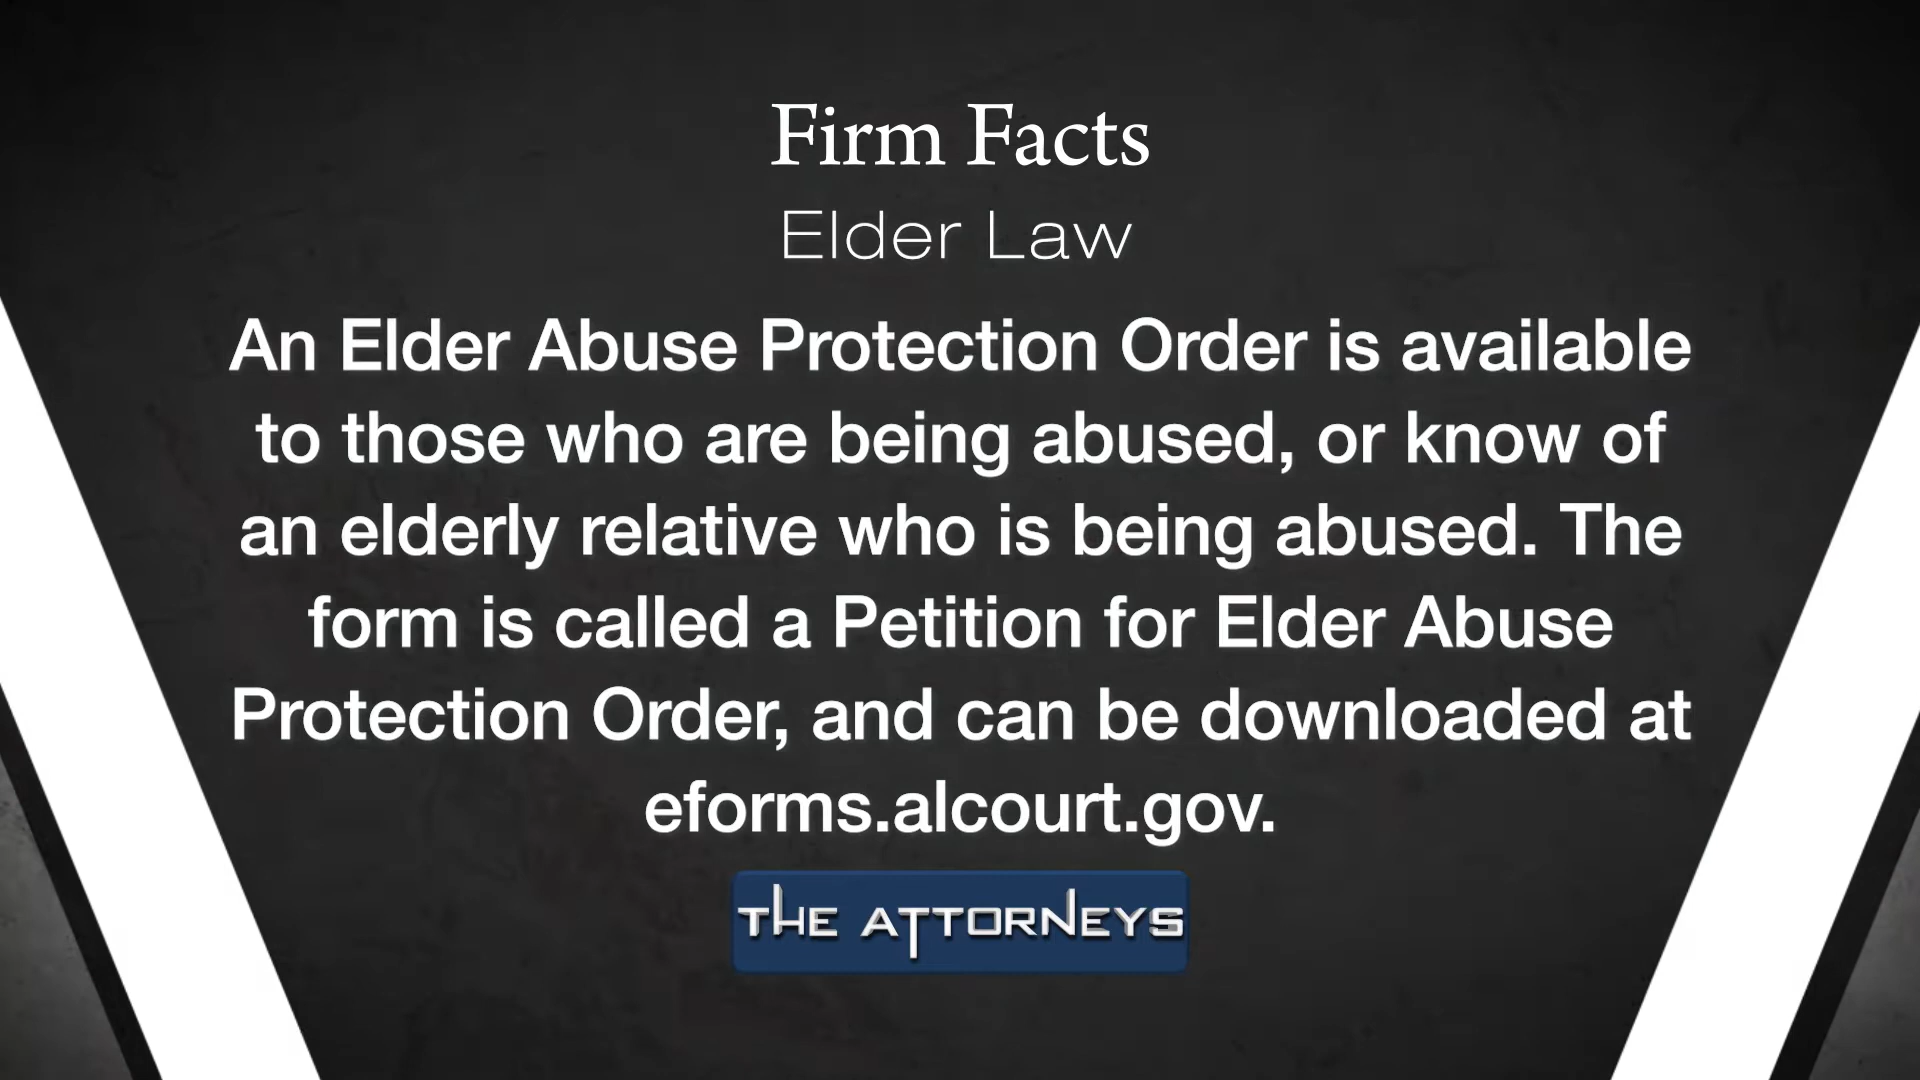 Firm Facts
Elder Law
An Elder Abuse Protection Order is available
to those who are being abused, or know of
an elderly relative who is being abused. The
form is called a Petition for Elder Abuse
Protection Order, and can be downloaded at
eforms.alcourt.gov.
THE ATTORNEYS